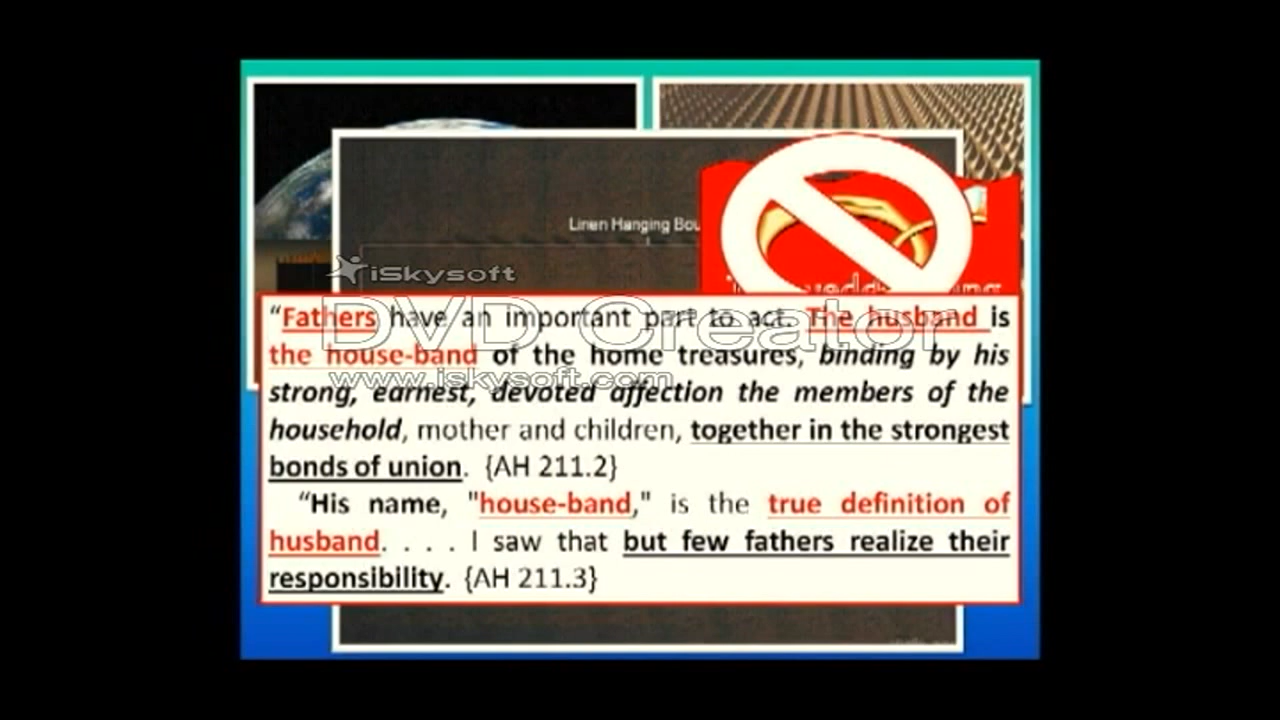 Linen Hanging Bou
iSkysoft
DVD Creator
www.iskysoft.com
“Fathers have an important part to act. The husband is
the house-band of the home treasures, binding by his
strong, earnest, devoted affection the members of the
household, mother and children, together in the strongest
bonds of union. {AH 211.2}
“His name, "house-band," is the true definition of
husband. . . . I saw that but few fathers realize their
responsibility. {AH 211.3}